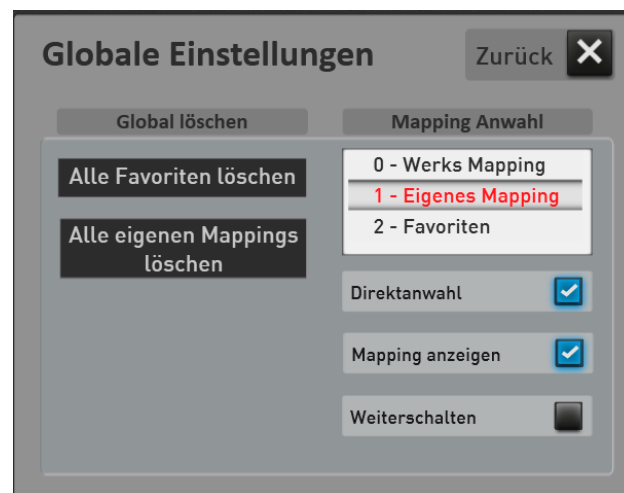 Globale Einstellungen
Zurück
Global löschen
Mapping Anwahl
Alle Favoriten löschen
Alle eigenen Mappings
löschen
0 - Werks Mapping
1 - Eigenes Mapping
2 - Favoriten
Direktanwahl
Mapping anzeigen
Weiterschalten